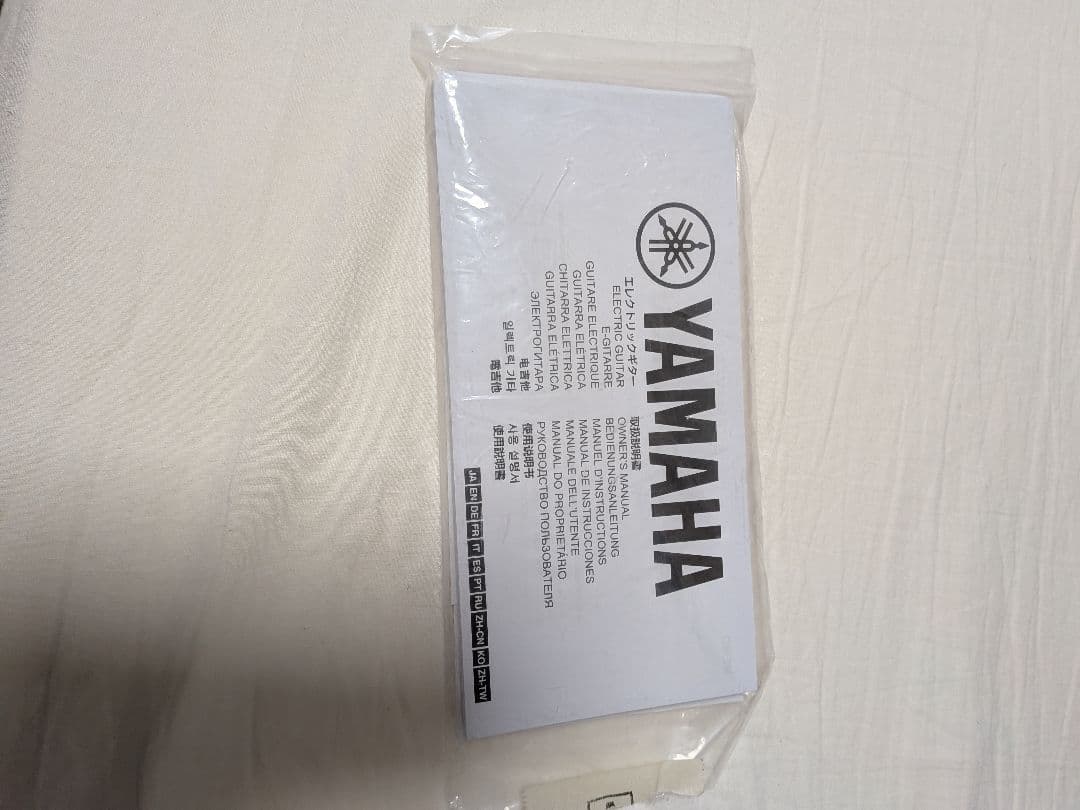 YAMAHA
エレクトリックギター 取扱説明書
ELECTRIC GUITAR OWNER'S MANUAL
E-GITARRE BEDIENUNGSANLEITUNG
GUITARE ELECTRIQUE MANUEL D'INSTRUCTIONS
GUITARRA ELÉTRICA MANUAL DE INSTRUCCIONES
CHITARRA ELETTRICA MANUALE DELL'UTENTE
GUITARRA ELÉTRICA MANUAL DO PROPRIETÁRIO
ЭЛЕКТРОГИТАРА РУКОВОДСТВО ПОЛЬЗОВАТЕЛЯ
电吉他 使用说明书
일렉트릭 기타 사용 설명서
電吉他 使用說明書
JA EN DE FR IT ES PT RU ZH-CN KO ZH-TW